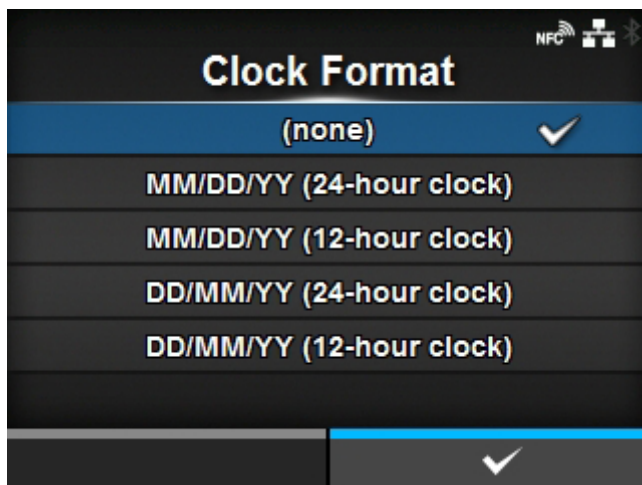 NFC
Clock Format
(none)
MM/DD/YY (24-hour clock)
MM/DD/YY (12-hour clock)
DD/MM/YY (24-hour clock)
DD/MM/YY (12-hour clock)